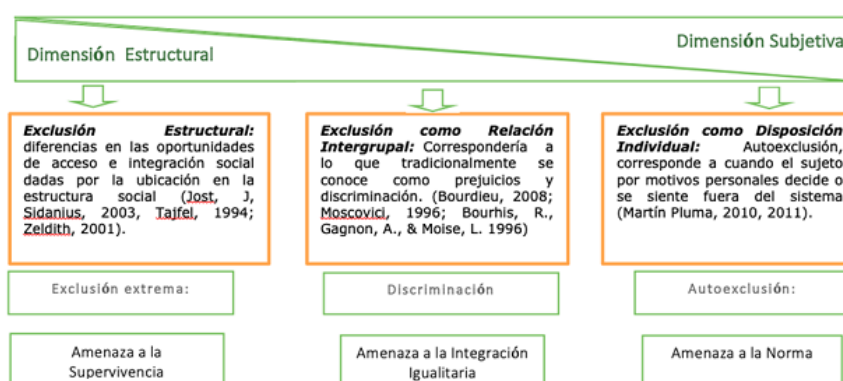 Dimensión Estructural
Dimensión Subjetiva
Exclusión Estructural:
diferencias en las oportunidades
de acceso e integración social
dadas por la ubicación en la
estructura social (Jost, J,
Sidanius, 2003, Tajfel, 1994;
Zeldith, 2001).
Exclusión como Relación
Intergrupal: Correspondería a
lo que tradicionalmente se
conoce como prejuicios y
discriminación. (Bourdieu, 2008;
Moscovici, 1996; Bourhis, R.,
Gagnon, A., & Moise, L. 1996)
Exclusión como Disposición
Individual: Autoexclusión,
corresponde a cuando el sujeto
por motivos personales decide o
se siente fuera del sistema
(Martín Pluma, 2010, 2011).
Exclusión extrema:
Discriminación
Autoexclusión:
Amenaza a la
Supervivencia
Amenaza a la Integración
Igualitaria
Amenaza a la Norma